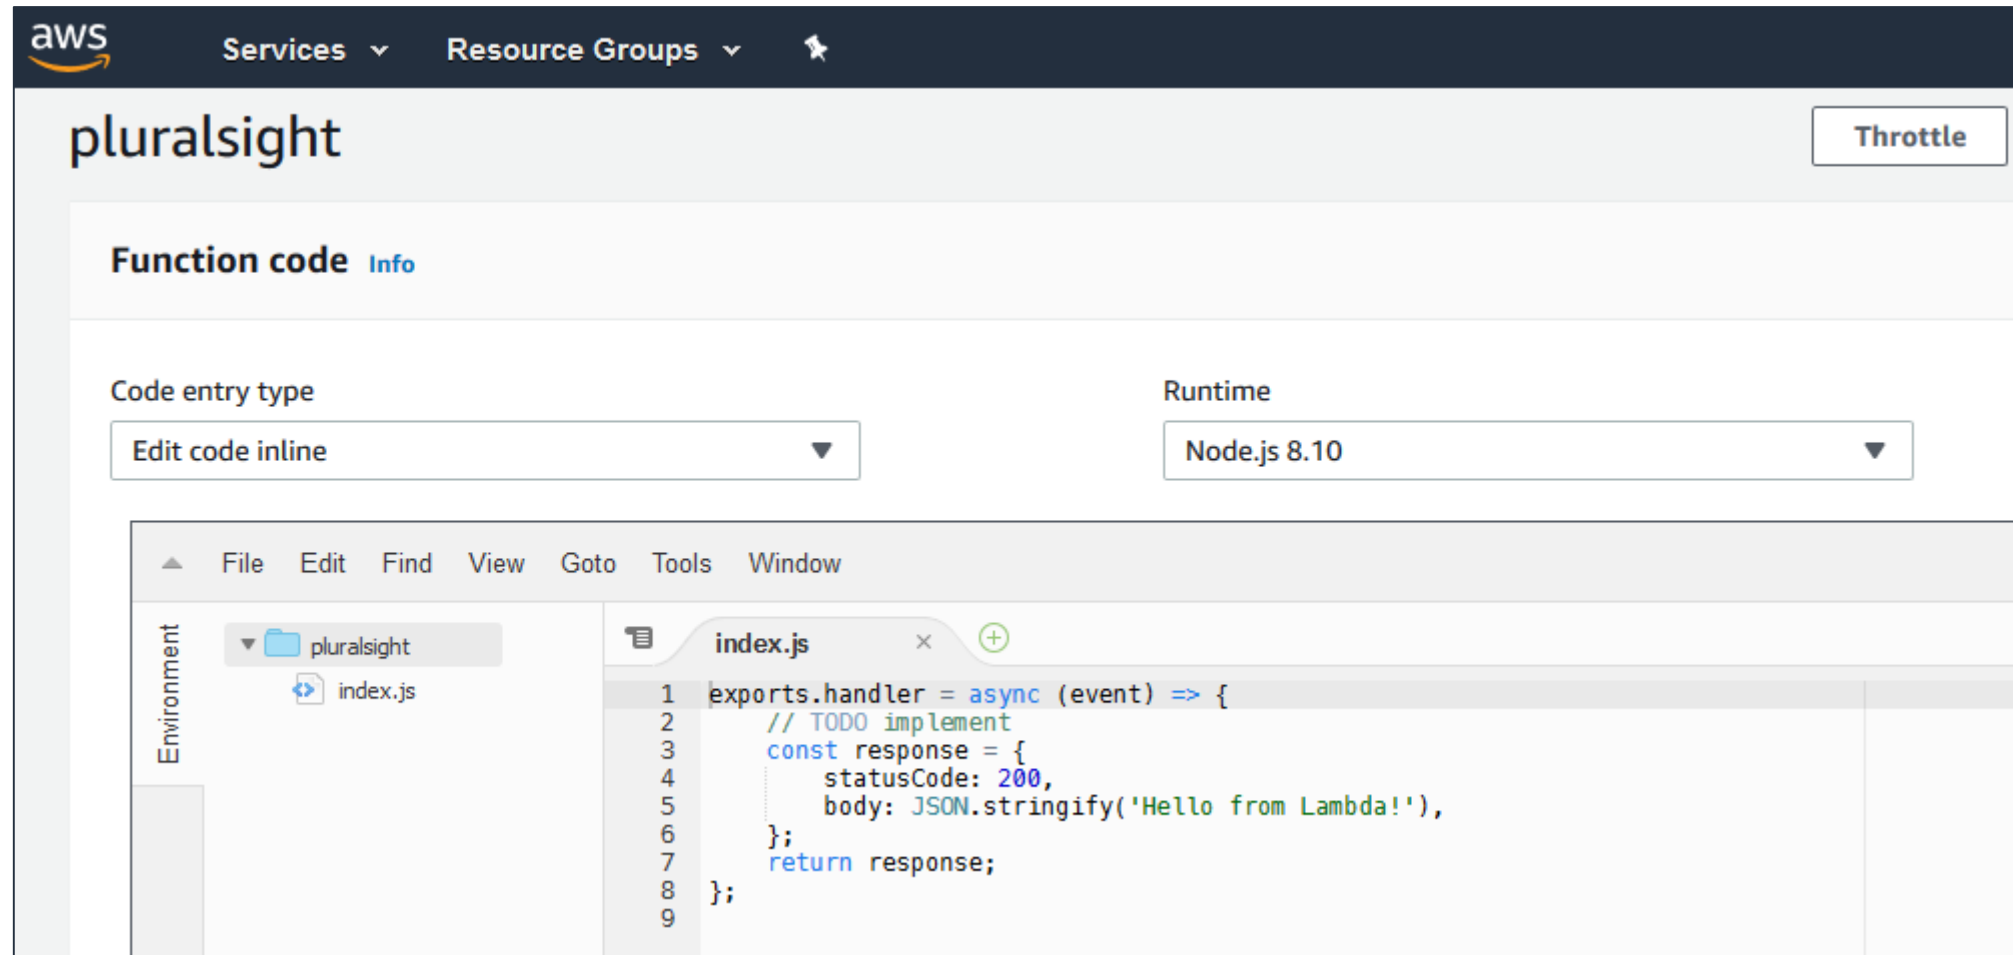 aws Services Resource Groups
pluralsight Throttle
Function code Info
Code entry type Runtime
Edit code inline Node.js 8.10
File Edit Find View Goto Tools Window
Environment
pluralsight
index.js
index.js
1 exports.handler = async (event) => {
2     // TODO implement
3     const response = {
4         statusCode: 200,
5         body: JSON.stringify('Hello from Lambda!'),
6     };
7     return response;
8 };
9